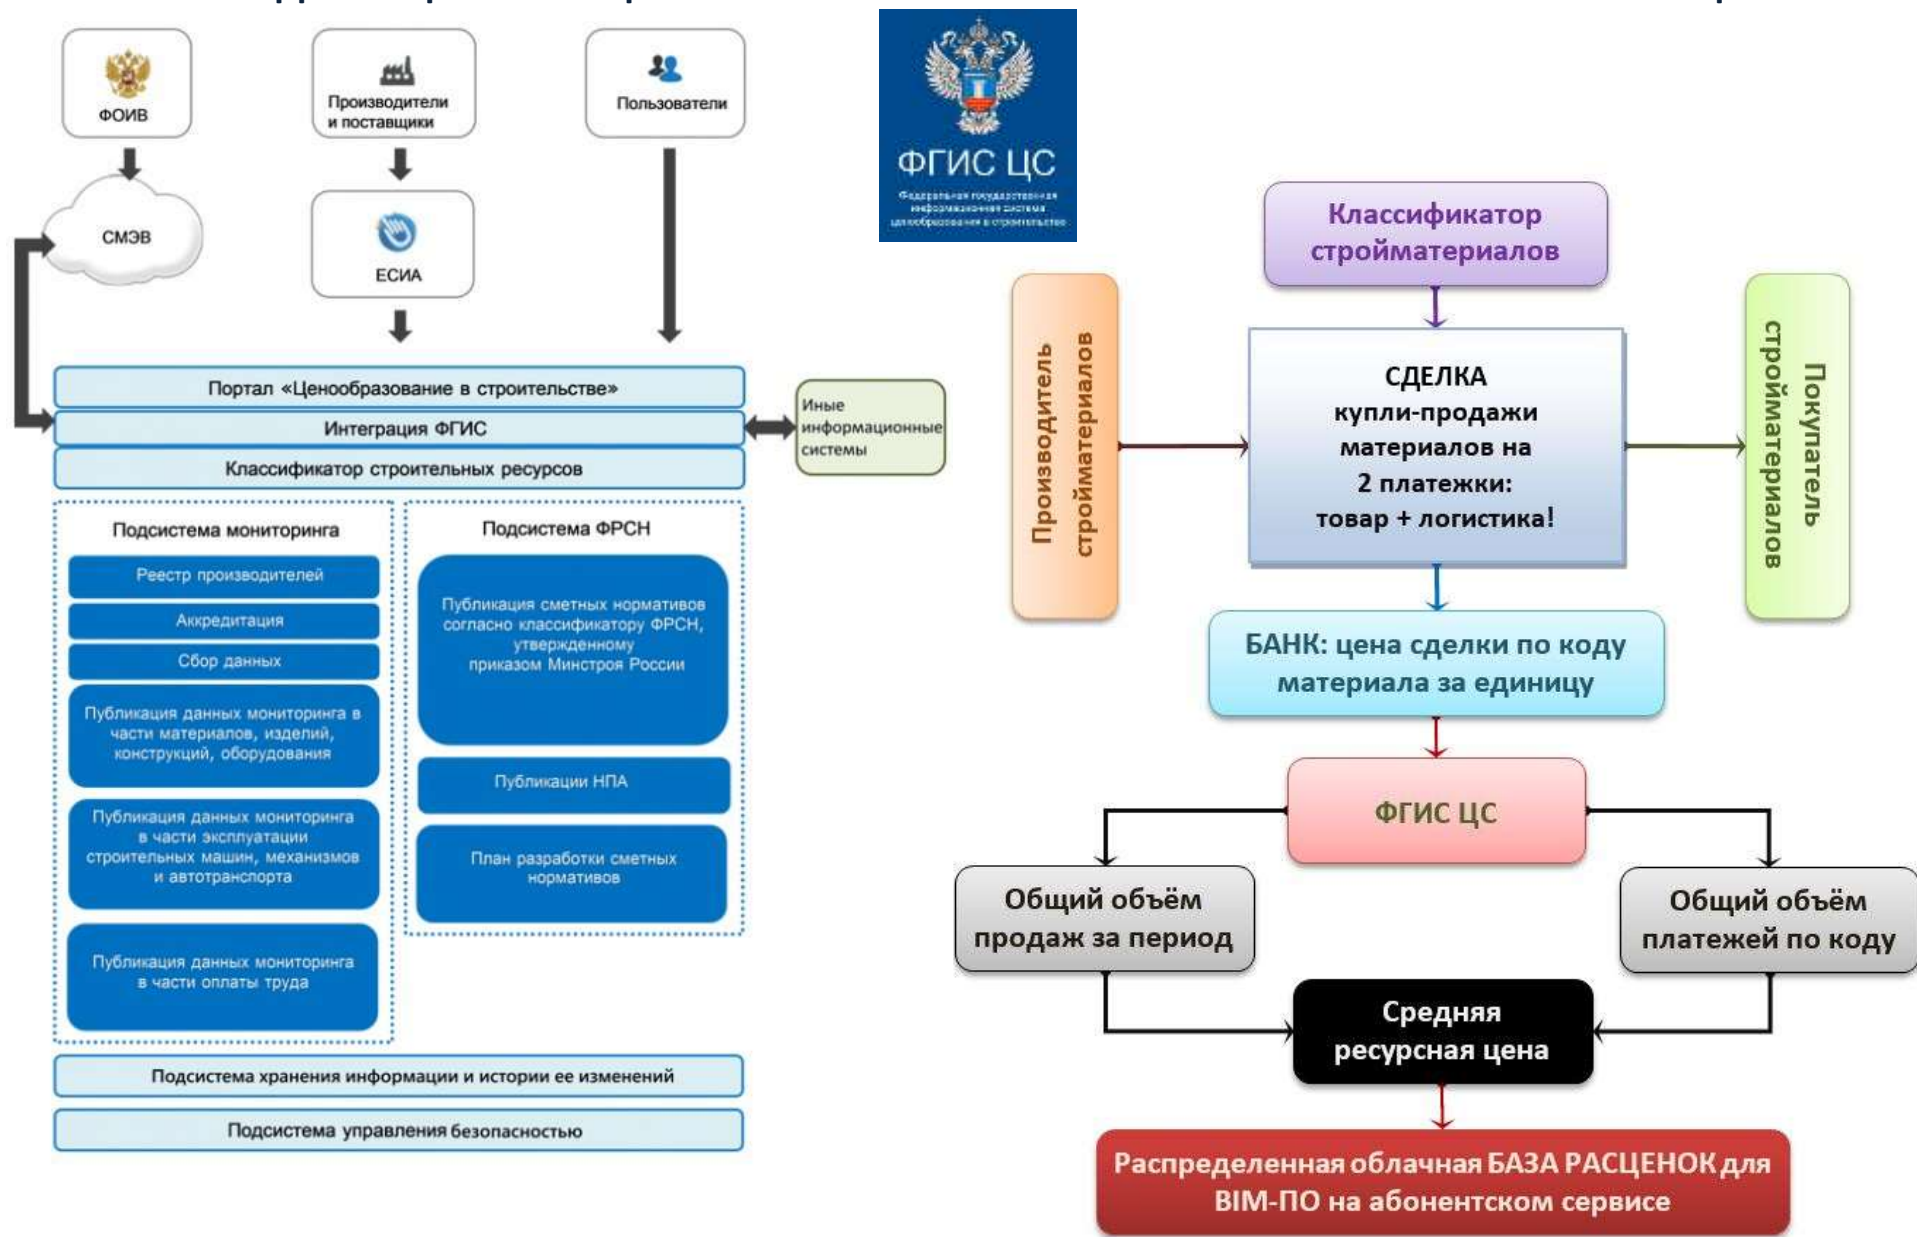 ФОИВ
Производители
и поставщики
Пользователи
СМЭВ
ЕСИА
Портал «Ценообразование в строительстве»
Интеграция ФГИС
Классификатор строительных ресурсов
Иные
информационные
системы
Подсистема мониторинга
Реестр производителей
Аккредитация
Сбор данных
Публикация данных мониторинга в
части материалов, изделий,
конструкций, оборудования
Публикация данных мониторинга
в части эксплуатации
строительных машин, механизмов
и автотранспорта
Публикация данных мониторинга
в части оплаты труда
Подсистема ФРСН
Публикация сметных нормативов
согласно классификатору ФРСН,
утвержденному
приказом Минстроя России
Публикации НПА
План разработки сметных
нормативов
Подсистема хранения информации и истории ее изменений
Подсистема управления безопасностью
ФГИС ЦС
Федеральная государственная
информационная система
ценообразования в строительстве
Классификатор
стройматериалов
Производитель
стройматериалов
СДЕЛКА
купли-продажи
материалов на
2 платежки:
товар + логистика!
Покупатель
стройматериалов
БАНК: цена сделки по коду
материала за единицу
ФГИС ЦС
Общий объём
продаж за период
Общий объём
платежей по коду
Средняя
ресурсная цена
Распределенная облачная БАЗА РАСЦЕНОК для
BIM-ПО на абонентском сервисе